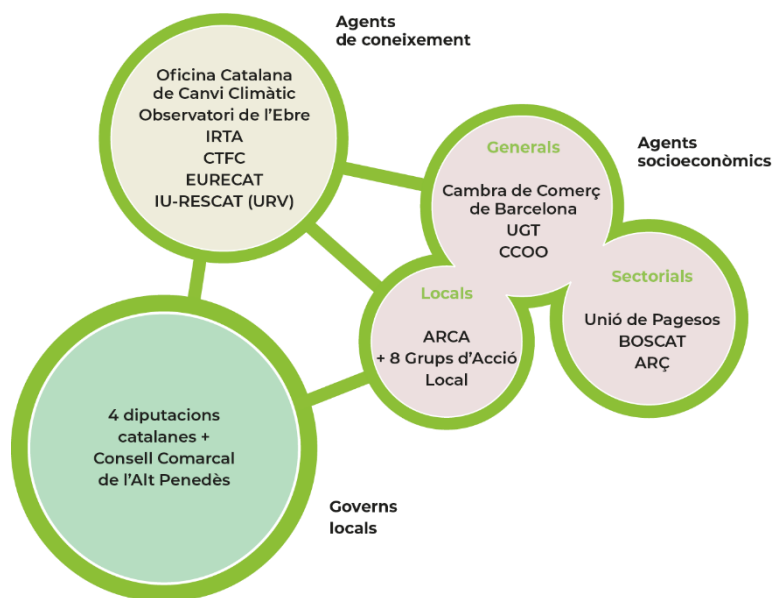 Agents
de coneixement
Oficina Catalana
de Canvi Climàtic
Observatori de l'Ebre
IRTA
CTFC
EURECAT
IU-RESCAT (URV)
Agents
socioeconòmics
Generals
Cambra de Comerç
de Barcelona
UGT
CCOO
Locals
ARCA
+ 8 Grups d'Acció
Local
Sectorials
Unió de Pagesos
BOSCAT
ARÇ
4 diputacions
catalanes +
Consell Comarcal
de l'Alt Penedès
Governs
locals